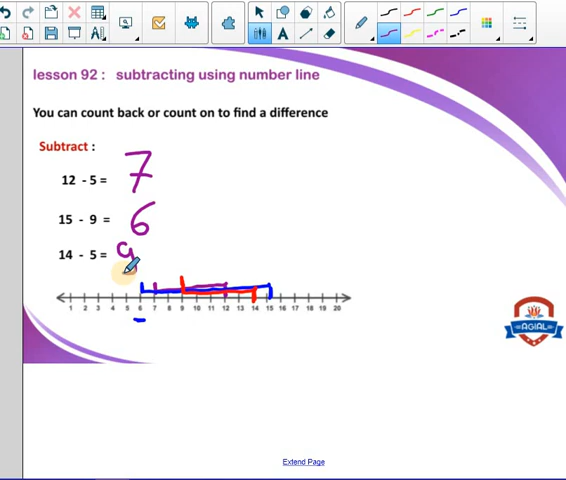 lesson 92 : subtracting using number line
You can count back or count on to find a difference
Subtract :
12 - 5 = 7
15 - 9 = 6
14 - 5 = 9
1 2 3 4 5 6 7 8 9 10 11 12 13 14 15 16 17 18 19 20
AGIAL
Extend Page